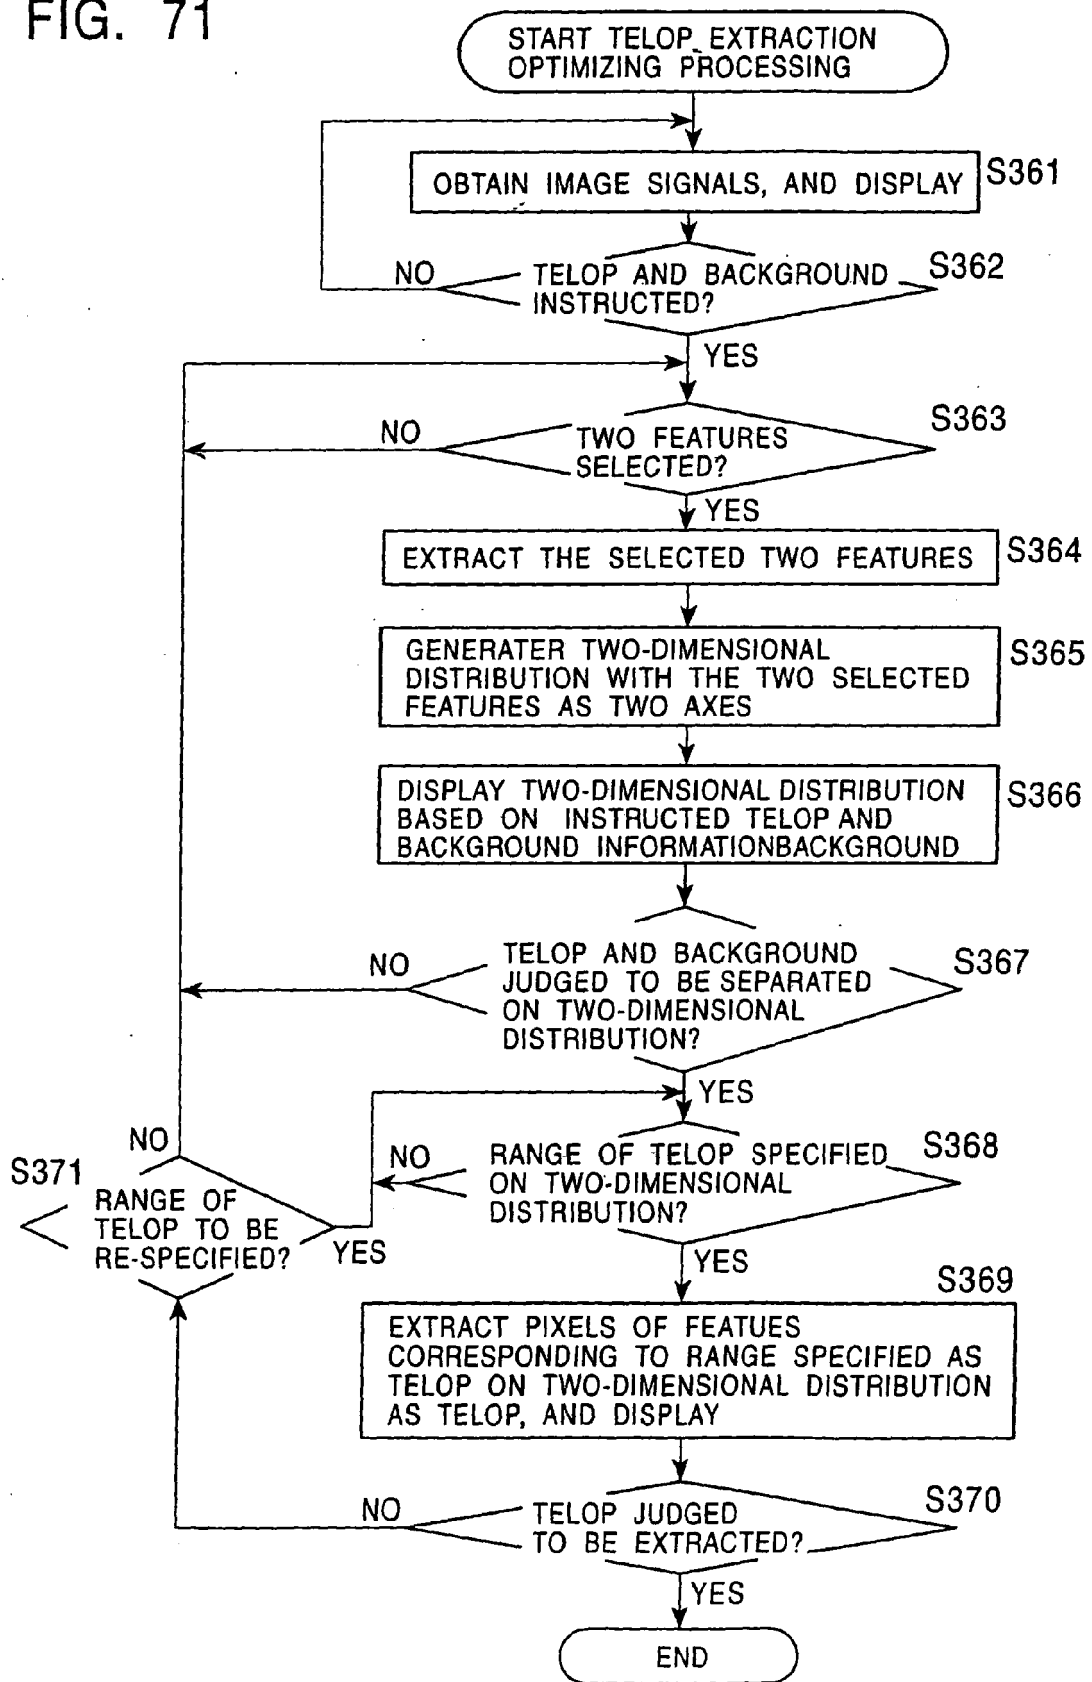 FIG. 71
START TELOP EXTRACTION
OPTIMIZING PROCESSING
OBTAIN IMAGE SIGNALS, AND DISPLAY
S361
TELOP AND BACKGROUND
INSTRUCTED?
S362
NO
YES
TWO FEATURES
SELECTED?
S363
NO
YES
EXTRACT THE SELECTED TWO FEATURES
S364
GENERATER TWO-DIMENSIONAL
DISTRIBUTION WITH THE TWO SELECTED
FEATURES AS TWO AXES
S365
DISPLAY TWO-DIMENSIONAL DISTRIBUTION
BASED ON INSTRUCTED TELOP AND
BACKGROUND INFORMATIONBACKGROUND
S366
TELOP AND BACKGROUND
JUDGED TO BE SEPARATED
ON TWO-DIMENSIONAL
DISTRIBUTION?
S367
NO
YES
RANGE OF TELOP SPECIFIED
ON TWO-DIMENSIONAL
DISTRIBUTION?
S368
NO
YES
S371
RANGE OF
TELOP TO BE
RE-SPECIFIED?
NO
YES
S369
EXTRACT PIXELS OF FEATUES
CORRESPONDING TO RANGE SPECIFIED AS
TELOP ON TWO-DIMENSIONAL DISTRIBUTION
AS TELOP, AND DISPLAY
TELOP JUDGED
TO BE EXTRACTED?
S370
NO
YES
END